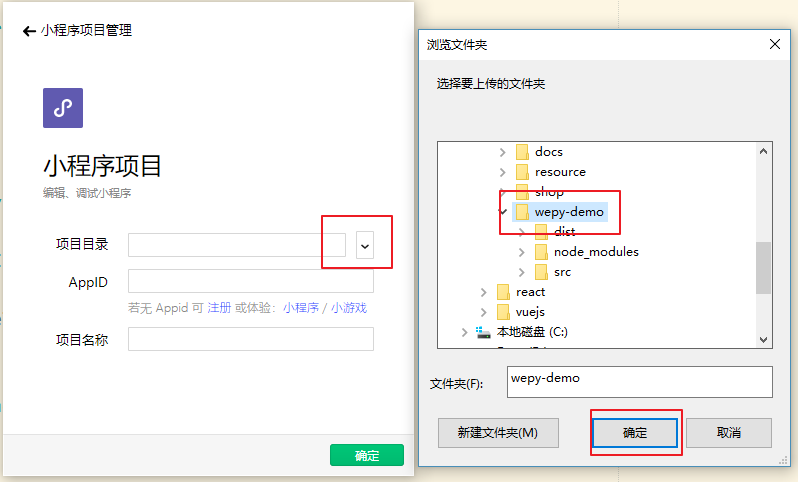 小程序项目管理
小程序项目
编辑、调试小程序
项目目录
AppID
若无 Appid 可 注册 或体验：小程序 / 小游戏
项目名称
确定
浏览文件夹
选择要上传的文件夹
docs
resource
shop
wepy-demo
dist
node_modules
src
react
vuejs
本地磁盘 (C:)
文件夹(F):
wepy-demo
新建文件夹(M)
确定
取消